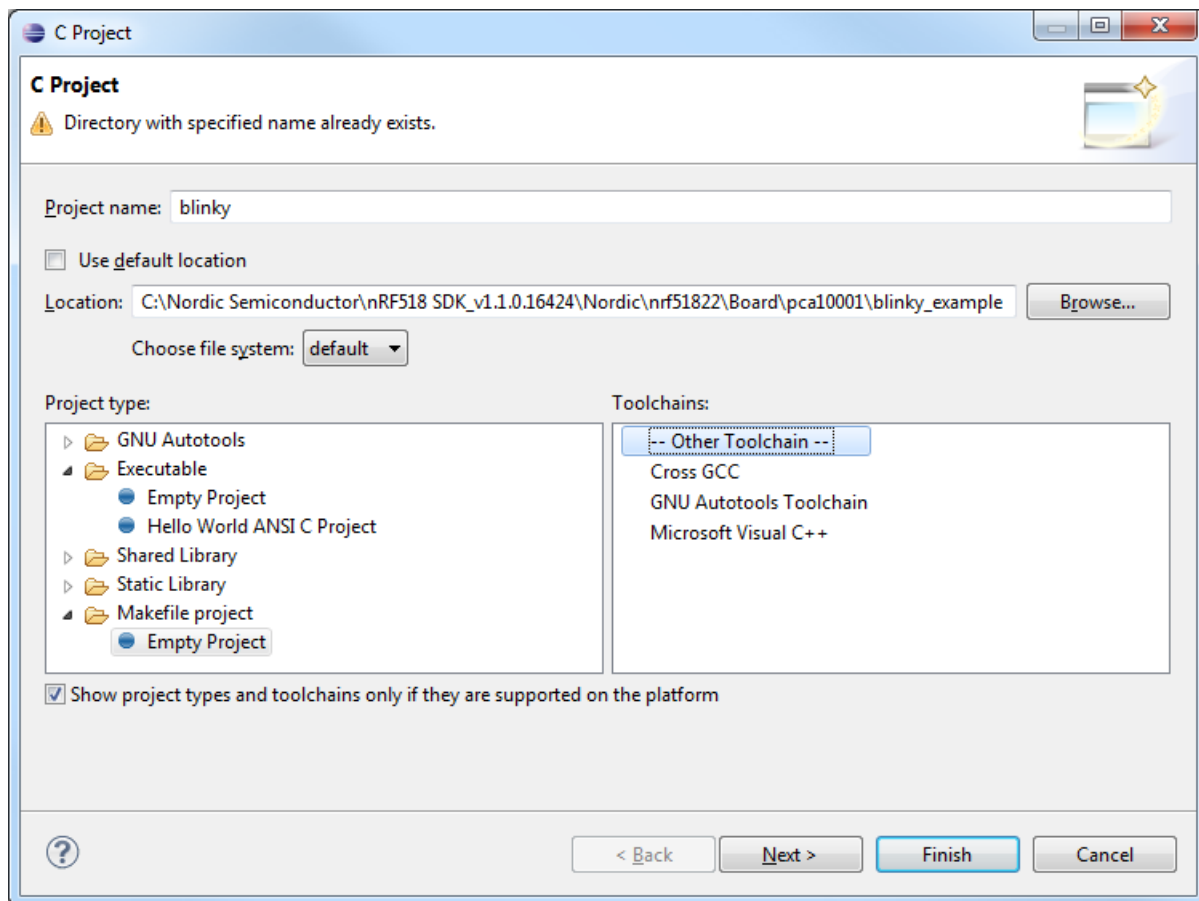 C Project
C Project
Directory with specified name already exists.
Project name: blinky
Use default location
Location: C:\Nordic Semiconductor\nRF518 SDK_v1.1.0.16424\Nordic\nrf51822\Board\pca10001\blinky_example Browse...
Choose file system: default
Project type:
GNU Autotools
Executable
Empty Project
Hello World ANSI C Project
Shared Library
Static Library
Makefile project
Empty Project
Toolchains:
-- Other Toolchain --
Cross GCC
GNU Autotools Toolchain
Microsoft Visual C++
Show project types and toolchains only if they are supported on the platform
? < Back Next > Finish Cancel